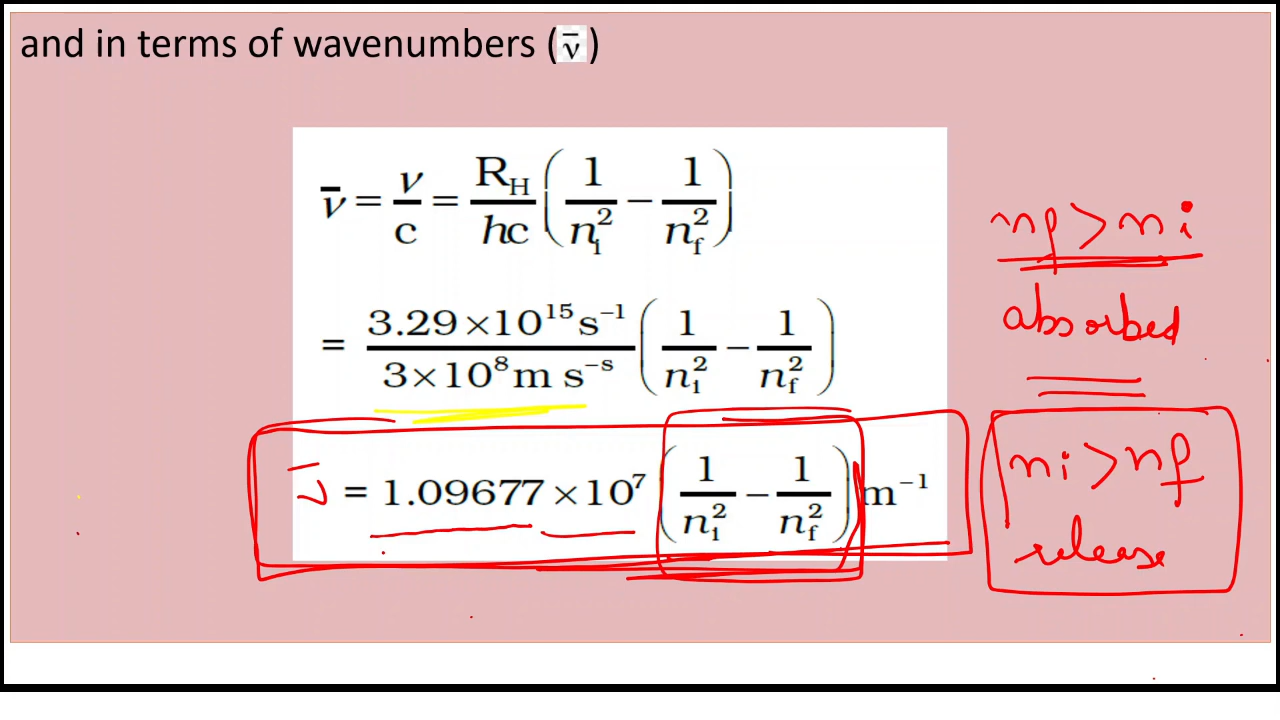 and in terms of wavenumbers (ν̄)
ν̄ = ν/c = R_H/hc (1/n_i² − 1/n_f²)
= 3.29 ×10¹⁵ s⁻¹ / 3×10⁸ m s⁻ˢ (1/n_i² − 1/n_f²)
ν̄ = 1.09677 ×10⁷ (1/n_i² − 1/n_f²) m⁻¹
nf > ni
absorbed
ni > nf
release